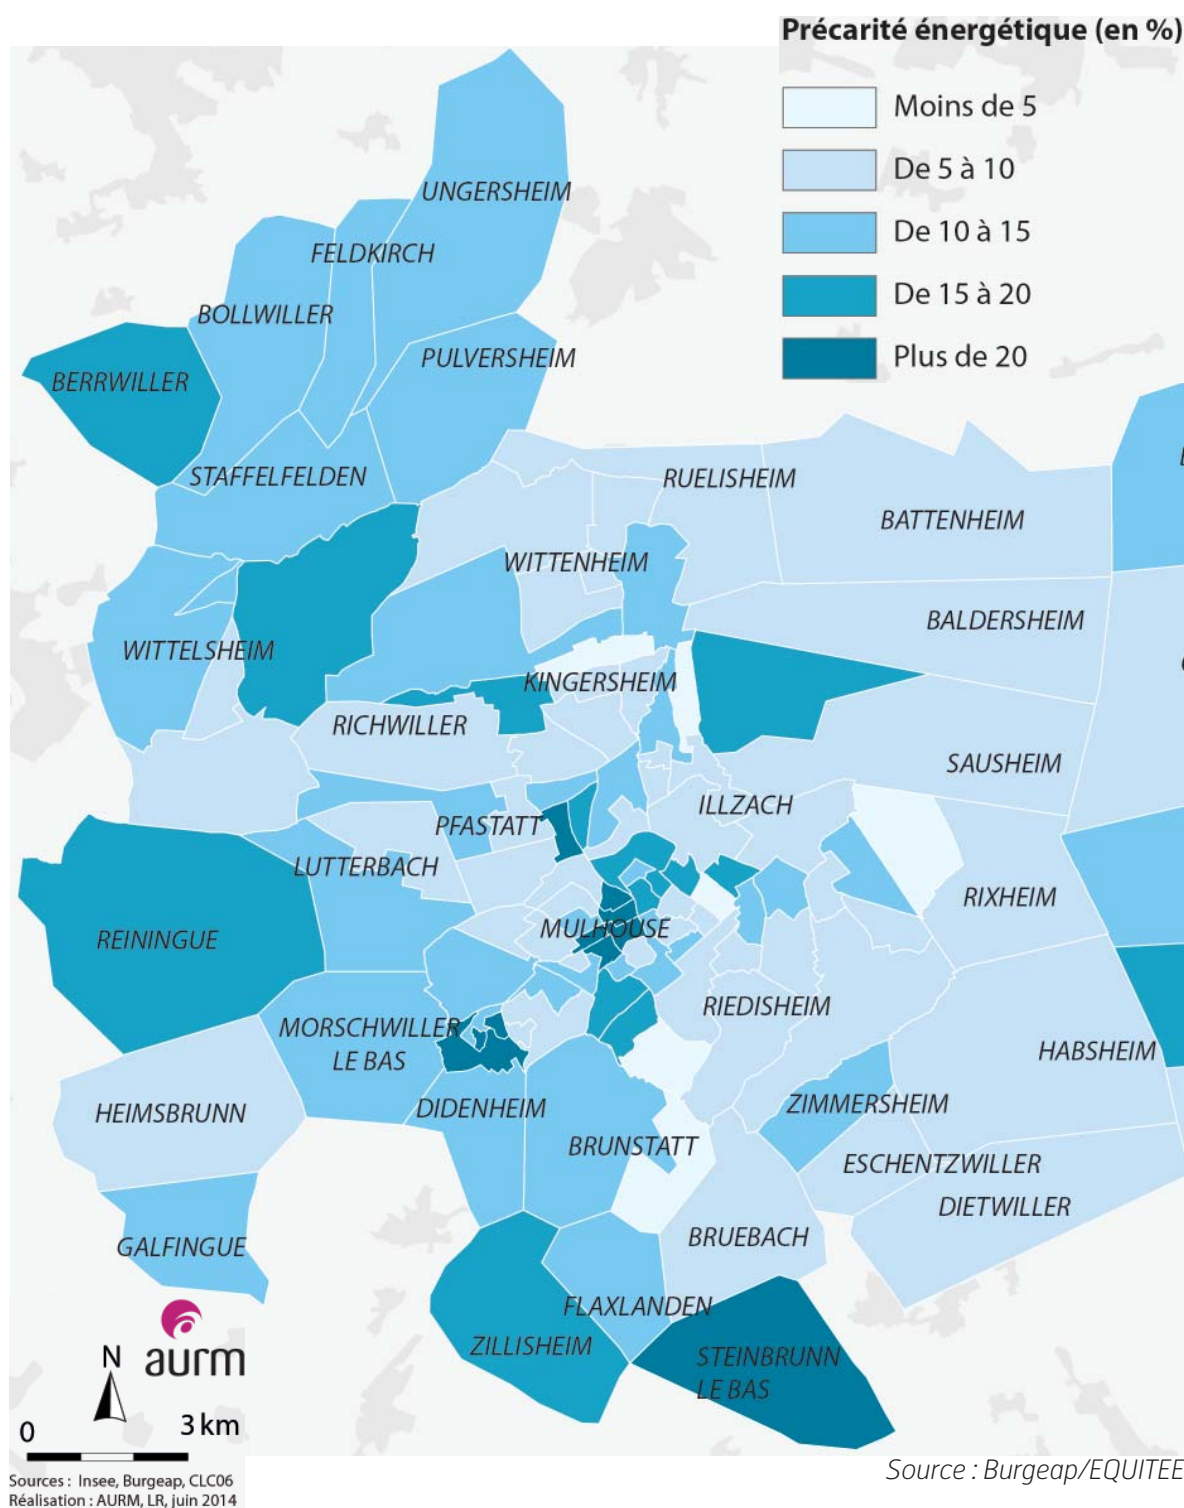 Précarité énergétique (en %)
Moins de 5
De 5 à 10
De 10 à 15
De 15 à 20
Plus de 20
UNGERSHEIM
FELDKIRCH
BOLLWILLER
PULVERSHEIM
BERRWILLER
STAFFELFELDEN
RUELISHEIM
BATTENHEIM
WITTENHEIM
BALDERSHEIM
WITTELSHEIM
KINGERSHEIM
RICHWILLER
SAUSHEIM
ILLZACH
PFASTATT
LUTTERBACH
RIXHEIM
MULHOUSE
REININGUE
RIEDISHEIM
MORSCHWILLER
LE BAS
HABSHEIM
HEIMSBRUNN
DIDENHEIM
ZIMMERSHEIM
BRUNSTATT
ESCHENTZWILLER
DIETWILLER
BRUEBACH
GALFINGUE
FLAXLANDEN
ZILLISHEIM
STEINBRUNN
LE BAS
aurm
N
0
3 km
Source : Burgeap/EQUITEE
Sources : Insee, Burgeap, CLC06
Réalisation : AURM, LR, juin 2014